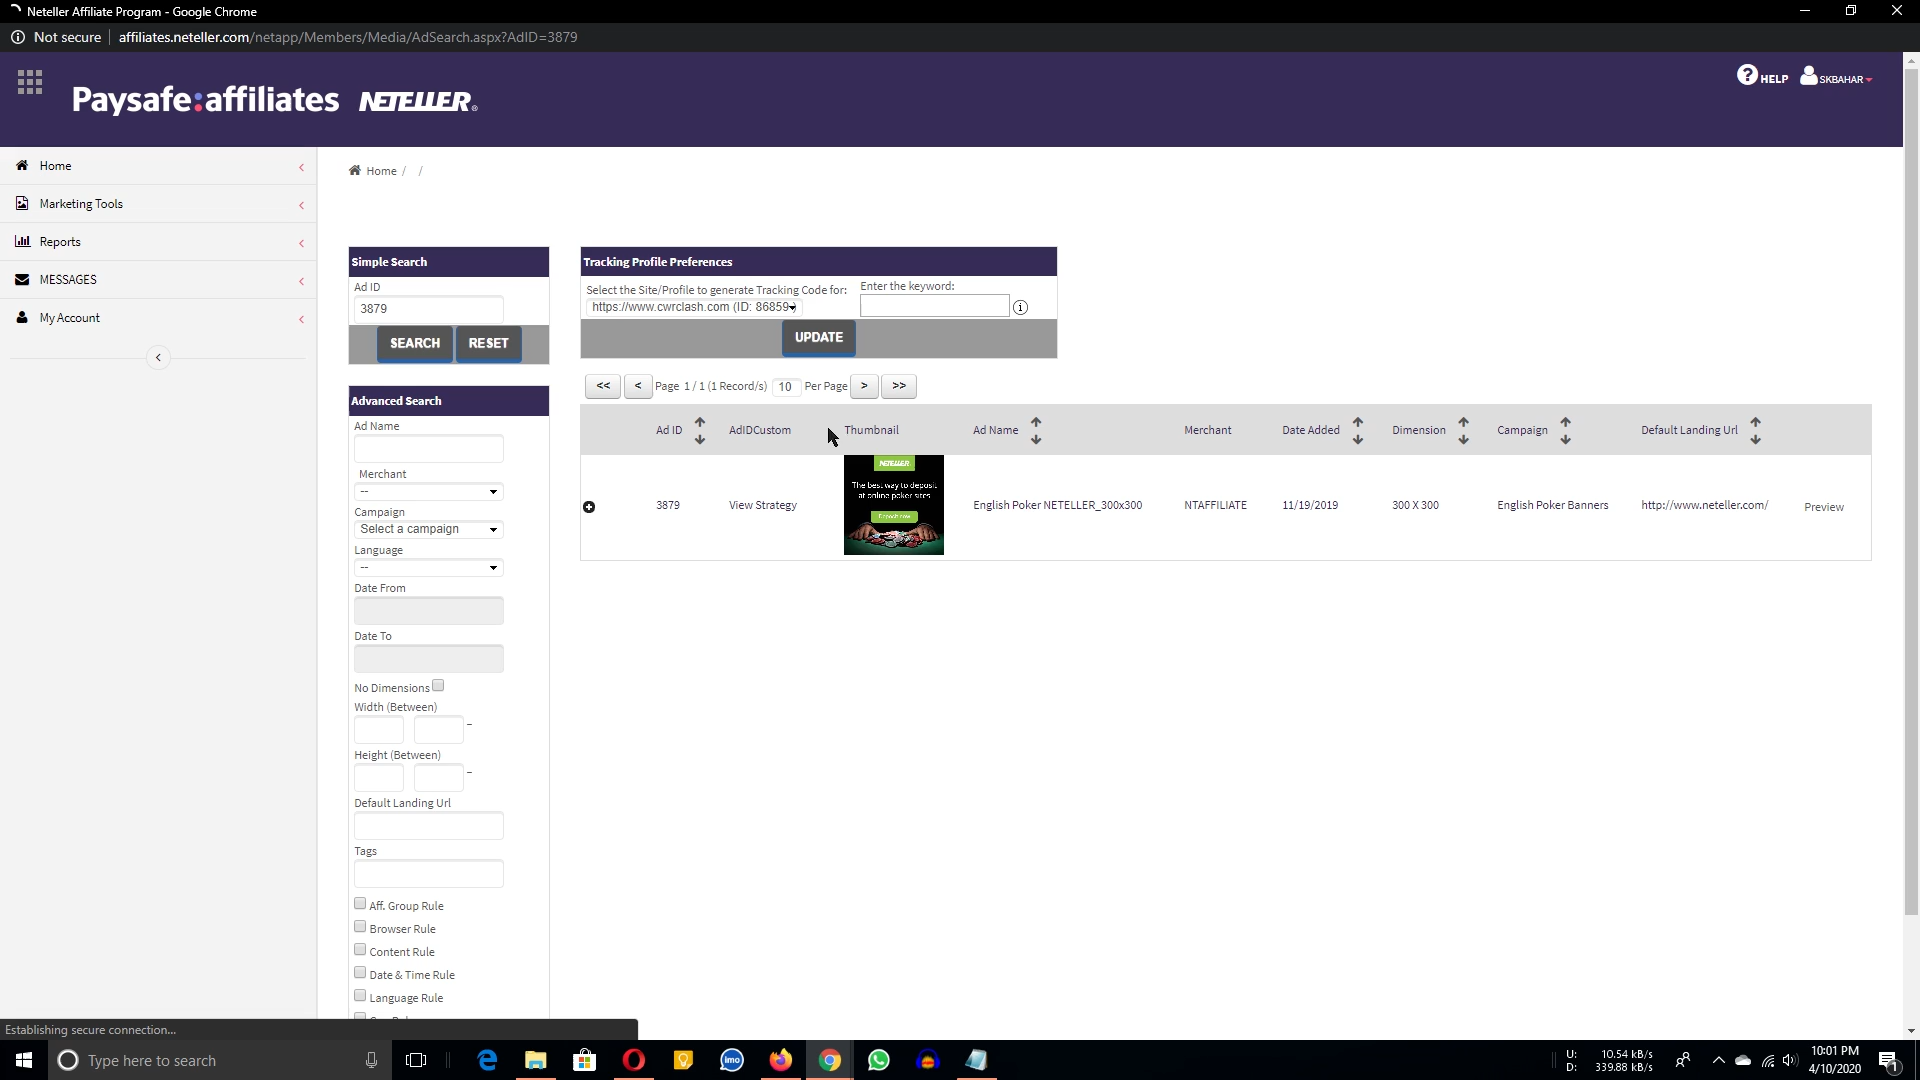 Neteller Affiliate Program - Google Chrome
Not secure | affiliates.neteller.com/netapp/Members/Media/AdSearch.aspx?AdID=3879
Paysafe:affiliates NETELLER®
HELP SKBAHAR
Home
Marketing Tools
Reports
MESSAGES
My Account
Home / /
Simple Search
Ad ID
3879
SEARCH RESET
Tracking Profile Preferences
Select the Site/Profile to generate Tracking Code for: Enter the keyword:
https://www.cwrclash.com (ID: 86859
UPDATE
<< < Page 1 / 1 (1 Record/s) 10 Per Page > >>
Ad ID AdIDCustom Thumbnail Ad Name Merchant Date Added Dimension Campaign Default Landing Url
3879 View Strategy English Poker NETELLER_300x300 NTAFFILIATE 11/19/2019 300 X 300 English Poker Banners http://www.neteller.com/ Preview
NETELLER
The best way to deposit
at online poker sites
Deposit now
Advanced Search
Ad Name
Merchant
--
Campaign
Select a campaign
Language
--
Date From
Date To
No Dimensions
Width (Between)
–
Height (Between)
–
Default Landing Url
Tags
Aff. Group Rule
Browser Rule
Content Rule
Date & Time Rule
Language Rule
Establishing secure connection...
Type here to search
imo
U: 10.54 kB/s
D: 339.88 kB/s
10:01 PM
4/10/2020
1